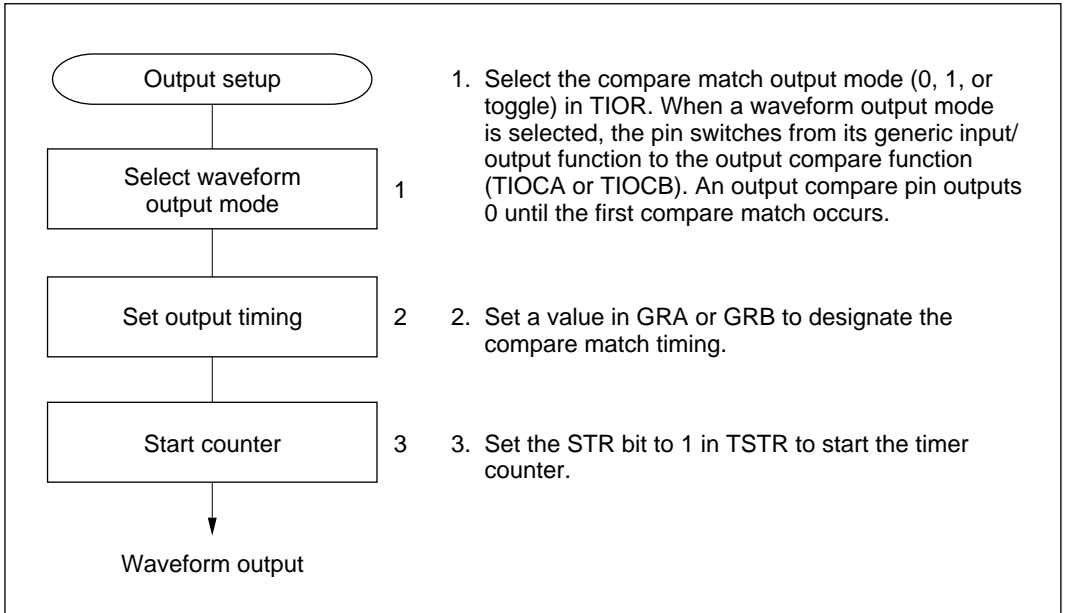 Output setup
Select waveform
output mode
1
Set output timing
2
Start counter
3
Waveform output
1. Select the compare match output mode (0, 1, or
toggle) in TIOR. When a waveform output mode
is selected, the pin switches from its generic input/
output function to the output compare function
(TIOCA or TIOCB). An output compare pin outputs
0 until the first compare match occurs.
2. Set a value in GRA or GRB to designate the
compare match timing.
3. Set the STR bit to 1 in TSTR to start the timer
counter.